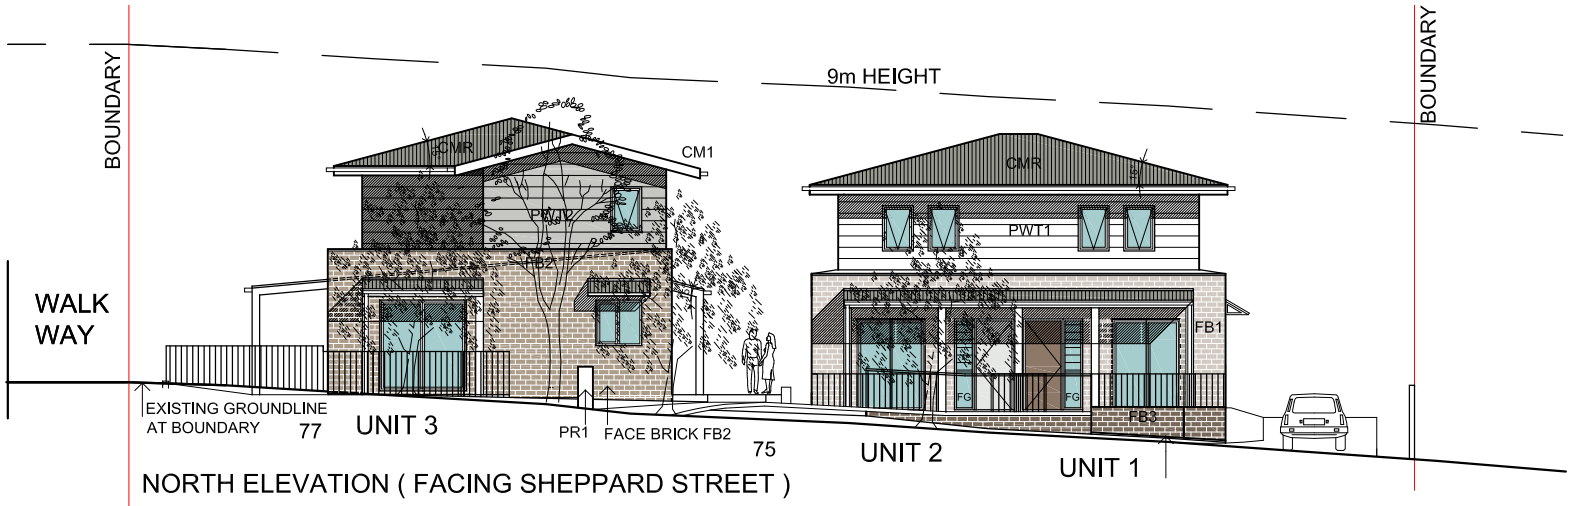 9m HEIGHT
BOUNDARY
BOUNDARY
CMR
CM1
CMR
PWT2
PWT1
FB2
WALK
WAY
FB1
FG
FG
FB3
EXISTING GROUNDLINE
AT BOUNDARY
77
UNIT 3
PR1
FACE BRICK FB2
75
UNIT 2
UNIT 1
NORTH ELEVATION ( FACING SHEPPARD STREET )